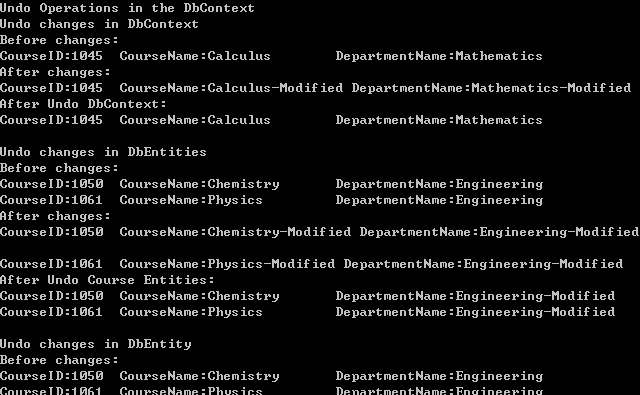 Undo Operations in the DbContext
Undo changes in DbContext
Before changes:
CourseID:1045  CourseName:Calculus        DepartmentName:Mathematics
After changes:
CourseID:1045  CourseName:Calculus-Modified DepartmentName:Mathematics-Modified
After Undo DbContext:
CourseID:1045  CourseName:Calculus        DepartmentName:Mathematics
Undo changes in DbEntities
Before changes:
CourseID:1050  CourseName:Chemistry       DepartmentName:Engineering
CourseID:1061  CourseName:Physics         DepartmentName:Engineering
After changes:
CourseID:1050  CourseName:Chemistry-Modified DepartmentName:Engineering-Modified
CourseID:1061  CourseName:Physics-Modified DepartmentName:Engineering-Modified
After Undo Course Entities:
CourseID:1050  CourseName:Chemistry       DepartmentName:Engineering-Modified
CourseID:1061  CourseName:Physics         DepartmentName:Engineering-Modified
Undo changes in DbEntity
Before changes:
CourseID:1050  CourseName:Chemistry       DepartmentName:Engineering
CourseID:1061  CourseName:Physics         DepartmentName:Engineering